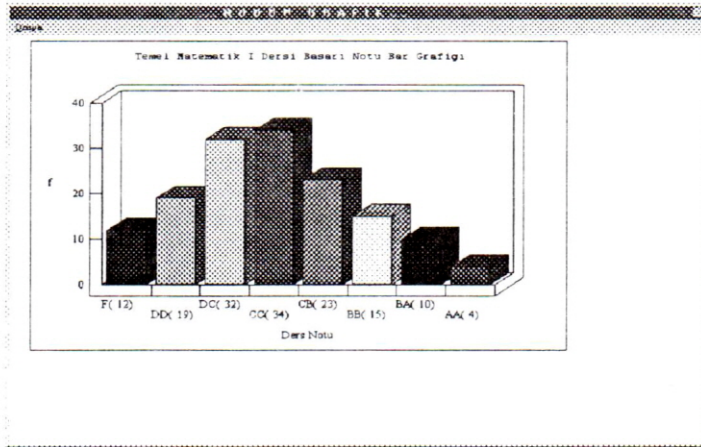 Dosya
Temel Matematik I Dersi Basari Notu Bar Grafigi
40
30
f
20
10
0
F( 12) DC( 32) CB( 23) BA( 10)
DD( 19) CC( 34) BB( 15) AA( 4)
Ders Notu